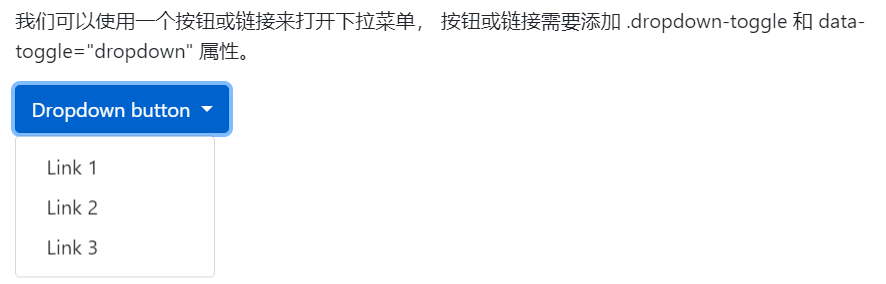 我们可以使用一个按钮或链接来打开下拉菜单， 按钮或链接需要添加 .dropdown-toggle 和 data-
toggle="dropdown" 属性。
Dropdown button
Link 1
Link 2
Link 3